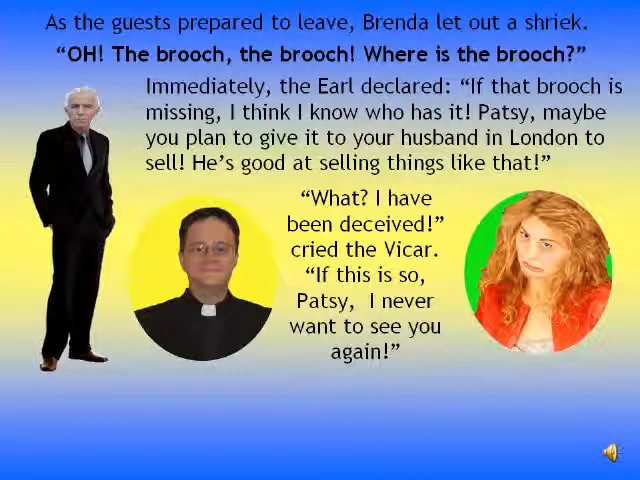 As the guests prepared to leave, Brenda let out a shriek.
“OH! The brooch, the brooch! Where is the brooch?”
Immediately, the Earl declared: “If that brooch is
missing, I think I know who has it! Patsy, maybe
you plan to give it to your husband in London to
sell! He’s good at selling things like that!”
“What? I have
been deceived!”
cried the Vicar.
“If this is so,
Patsy, I never
want to see you
again!”